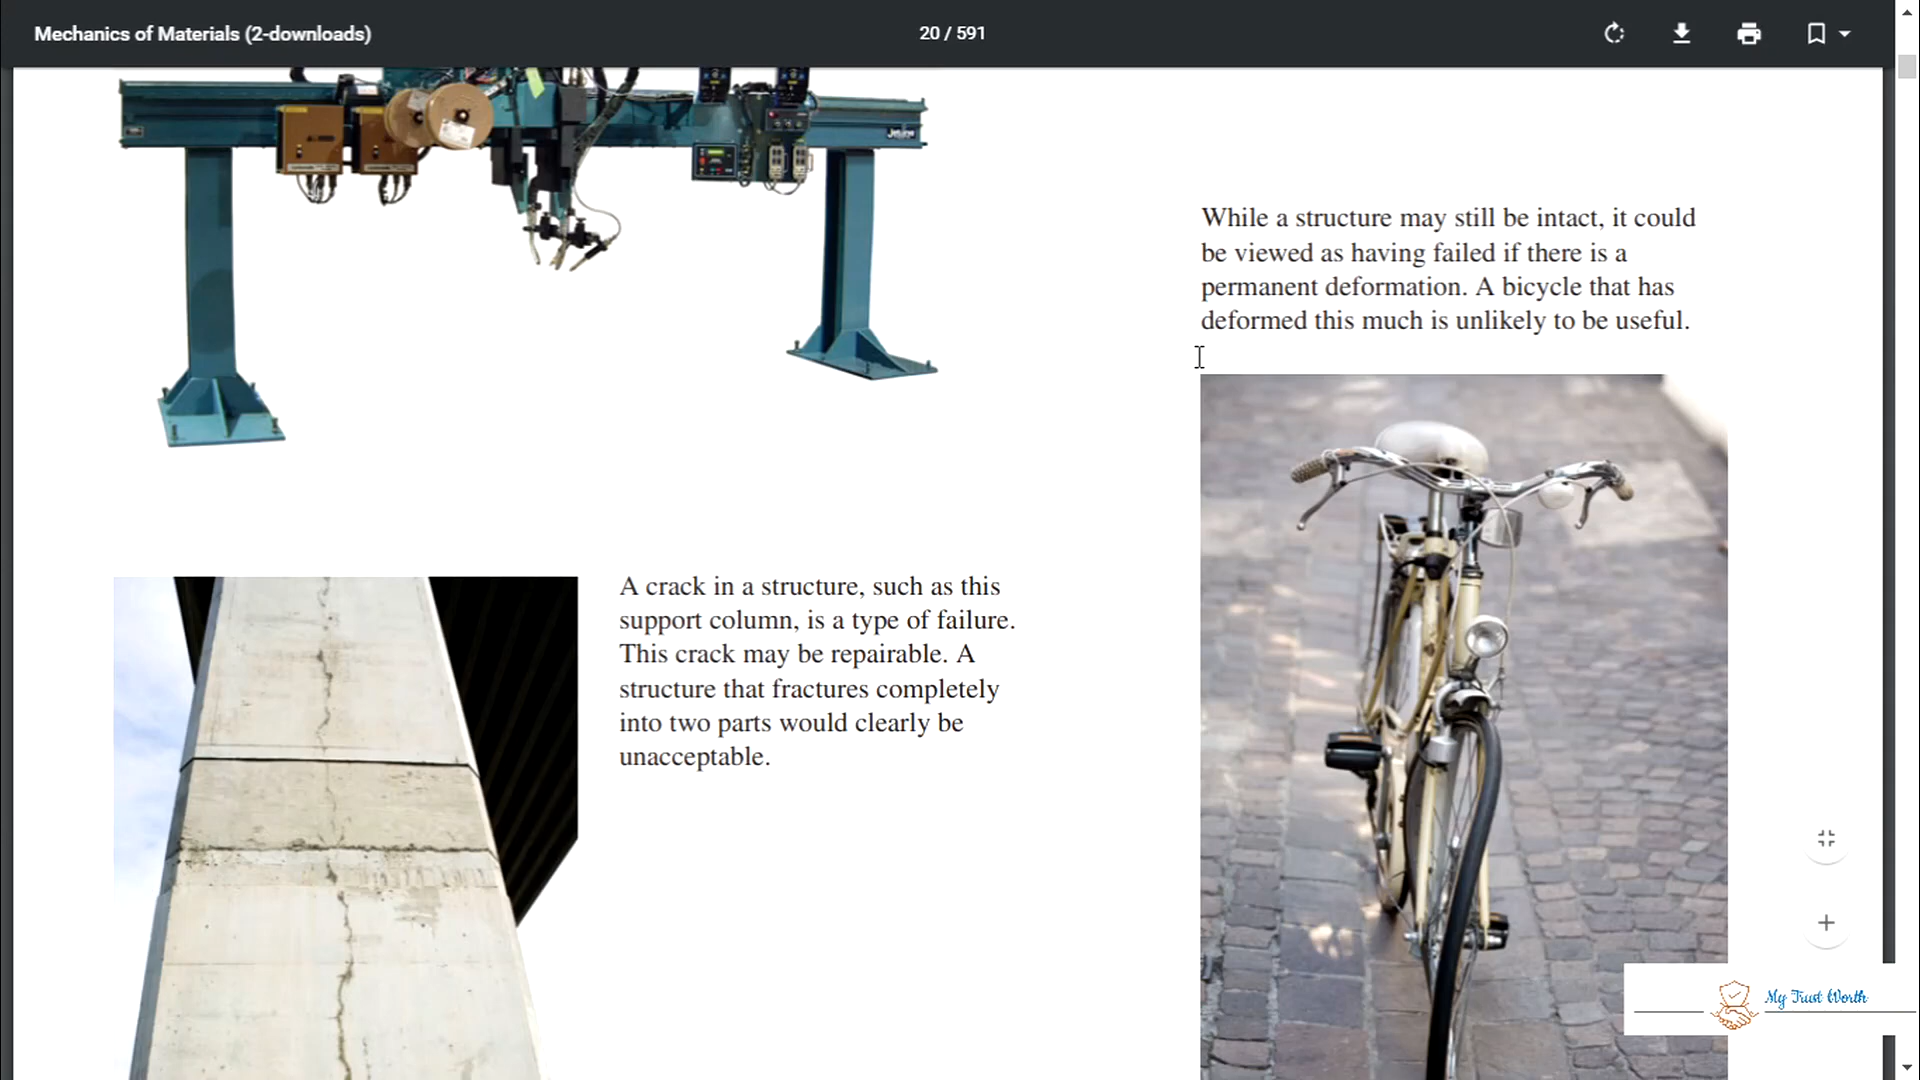 Mechanics of Materials (2-downloads)
20 / 591
Jetline
While a structure may still be intact, it could
be viewed as having failed if there is a
permanent deformation. A bicycle that has
deformed this much is unlikely to be useful.
A crack in a structure, such as this
support column, is a type of failure.
This crack may be repairable. A
structure that fractures completely
into two parts would clearly be
unacceptable.
My Trust Worth